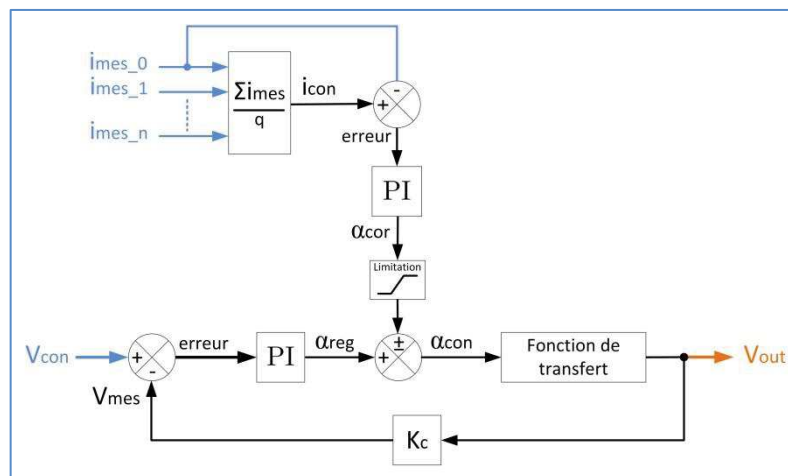 imes_0
imes_1
imes_n
Σimes
q
icon
-
+
erreur
PI
αcor
Limitation
Vcon
+
-
erreur
PI
αreg
±
+
αcon
Fonction de
transfert
Vout
Vmes
Kc